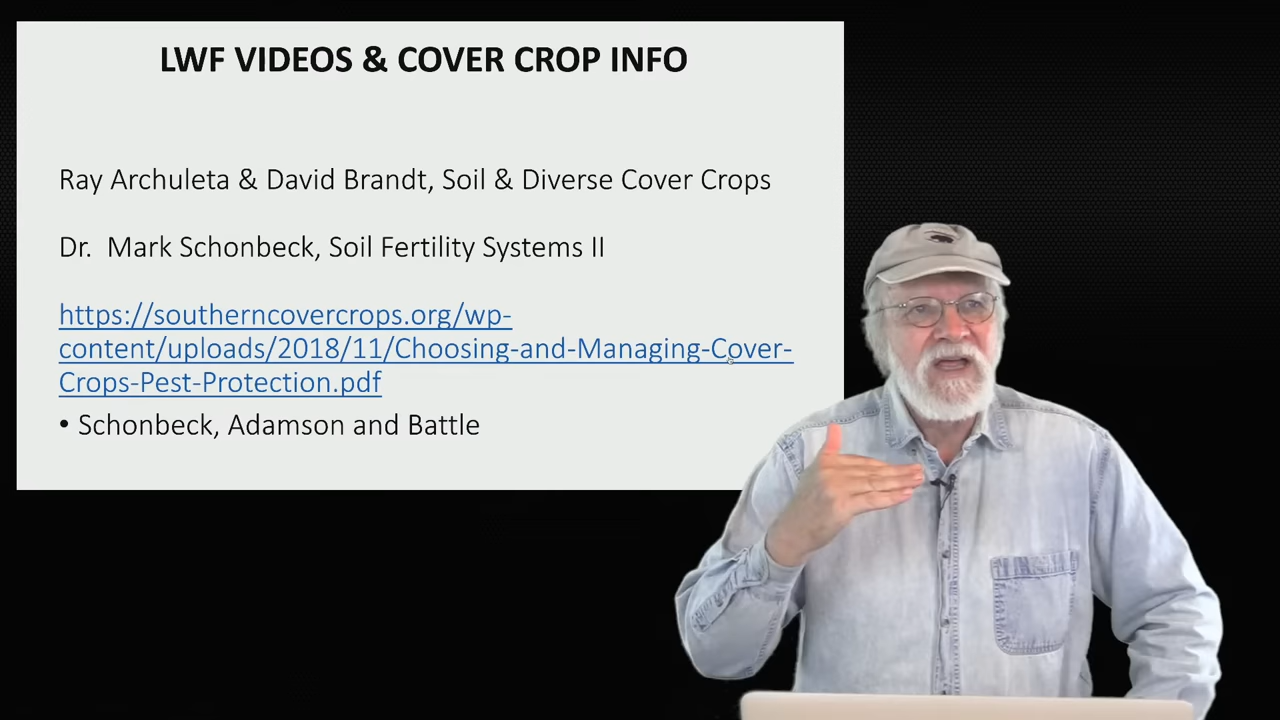 LWF VIDEOS & COVER CROP INFO
Ray Archuleta & David Brandt, Soil & Diverse Cover Crops
Dr. Mark Schonbeck, Soil Fertility Systems II
https://southerncovercrops.org/wp-
content/uploads/2018/11/Choosing-and-Managing-Cover-
Crops-Pest-Protection.pdf
• Schonbeck, Adamson and Battle